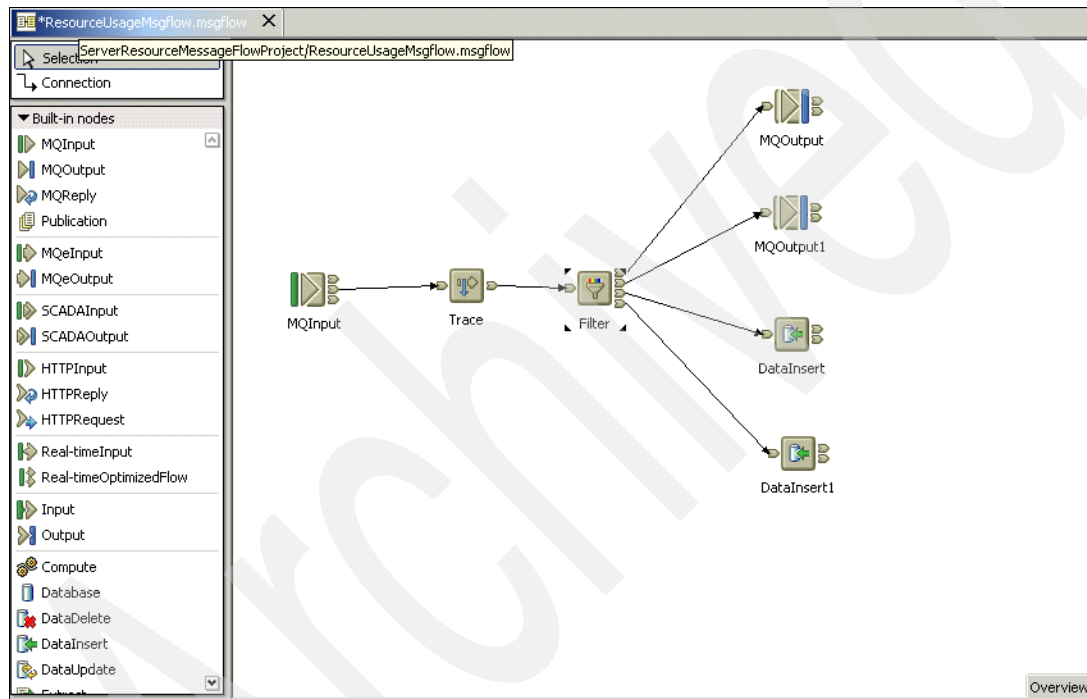 *ResourceUsageMsgflow.msgflow
ServerResourceMessageFlowProject/ResourceUsageMsgflow.msgflow
Selection
Connection
Built-in nodes
MQInput
MQOutput
MQReply
Publication
MQeInput
MQeOutput
SCADAInput
SCADAOutput
HTTPInput
HTTPReply
HTTPRequest
Real-timeInput
Real-timeOptimizedFlow
Input
Output
Compute
Database
DataDelete
DataInsert
DataUpdate
Extract
MQInput
Trace
Filter
MQOutput
MQOutput1
DataInsert
DataInsert1
Overview
Archived